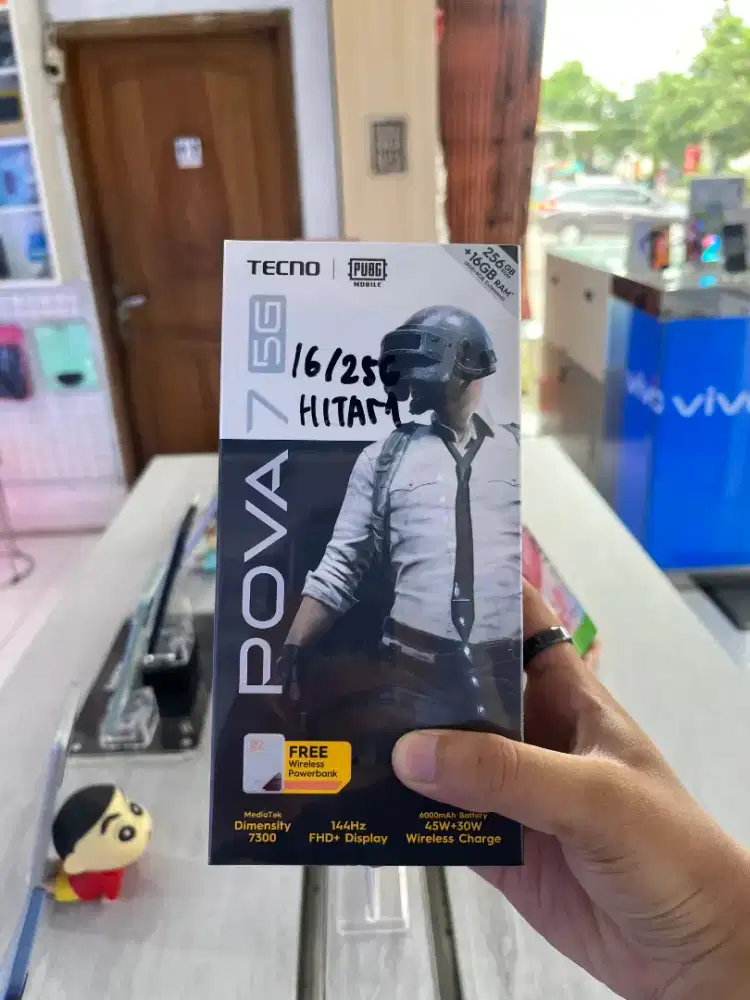 TECNO | PUBG MOBILE
256GB ROM
+16GB RAM*
POVA 7 5G
16/256
HITAM
FREE
Wireless
Powerbank
MediaTek
Dimensity
7300
144Hz
FHD+ Display
6000mAh Battery
45W+30W
Wireless Charge
vivo